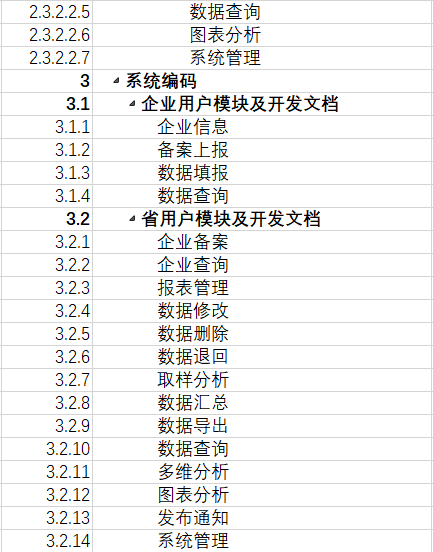 2.3.2.2.5 数据查询
2.3.2.2.6 图表分析
2.3.2.2.7 系统管理
3 系统编码
3.1 企业用户模块及开发文档
3.1.1 企业信息
3.1.2 备案上报
3.1.3 数据填报
3.1.4 数据查询
3.2 省用户模块及开发文档
3.2.1 企业备案
3.2.2 企业查询
3.2.3 报表管理
3.2.4 数据修改
3.2.5 数据删除
3.2.6 数据退回
3.2.7 取样分析
3.2.8 数据汇总
3.2.9 数据导出
3.2.10 数据查询
3.2.11 多维分析
3.2.12 图表分析
3.2.13 发布通知
3.2.14 系统管理